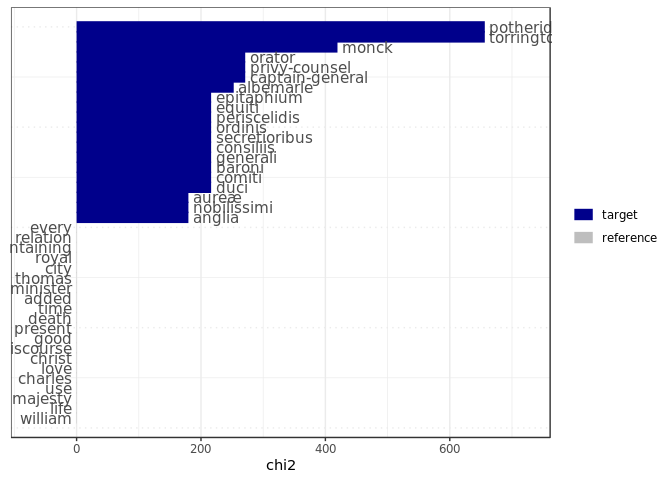 potherid
torringto
monck
orator
privy-counsel
captain-general
albemarle
epitaphium
equiti
periscelidis
ordinis
secretioribus
consiliis
generali
baroni
comiti
duci
aureæ
nobilissimi
anglia
every
relation
ntaining
royal
city
thomas
minister
added
time
death
present
good
iscourse
christ
love
charles
use
majesty
life
william
target
reference
0 200 400 600
chi2